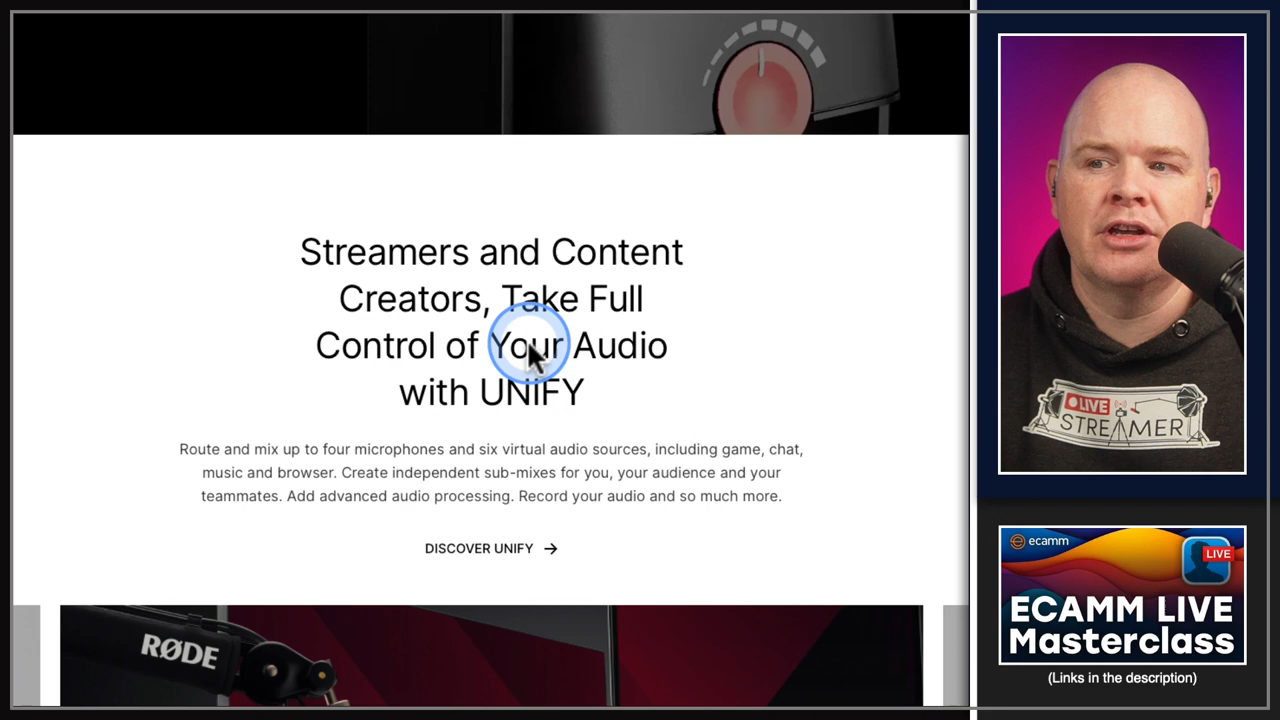 Streamers and Content
Creators, Take Full
Control of Your Audio
with UNIFY
Route and mix up to four microphones and six virtual audio sources, including game, chat,
music and browser. Create independent sub-mixes for you, your audience and your
teammates. Add advanced audio processing. Record your audio and so much more.
DISCOVER UNIFY →
RØDE
LIVE
STREAMER
ecamm
LIVE
ECAMM LIVE
Masterclass
(Links in the description)